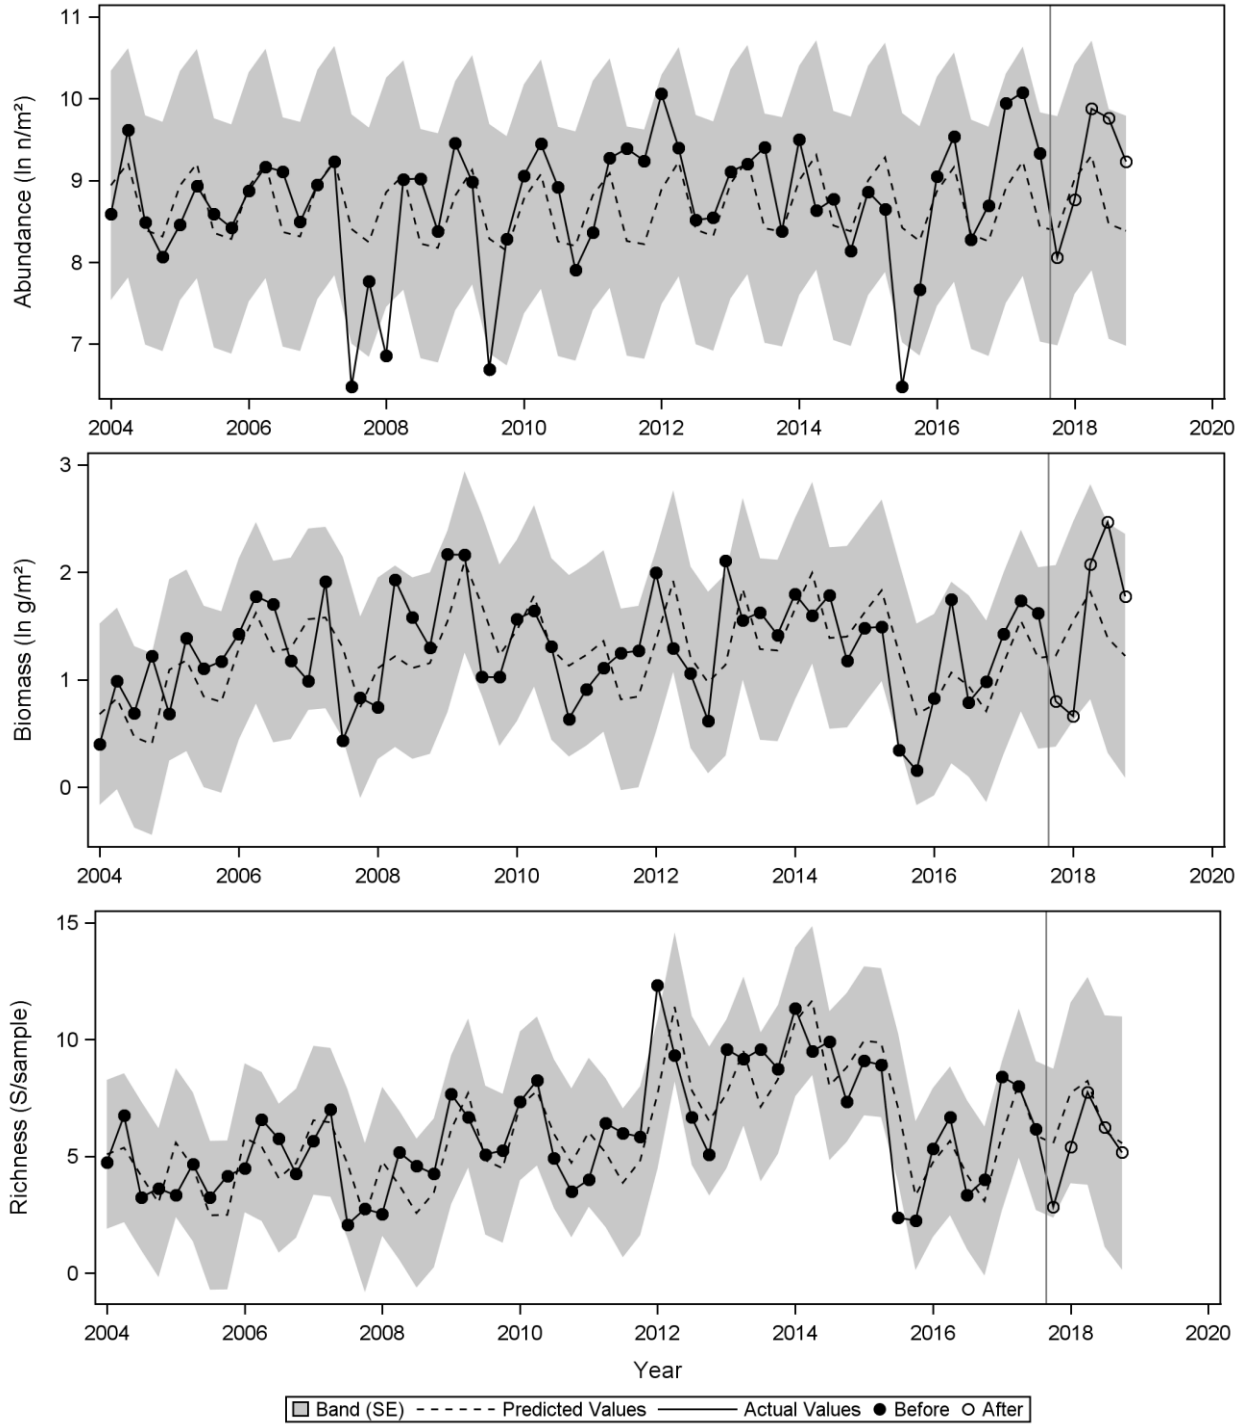 11
10
9
8
7
Abundance (ln n/m²)
2004 2006 2008 2010 2012 2014 2016 2018 2020
3
2
1
0
Biomass (ln g/m²)
2004 2006 2008 2010 2012 2014 2016 2018 2020
15
10
5
0
Richness (S/sample)
2004 2006 2008 2010 2012 2014 2016 2018 2020
Year
Band (SE) Predicted Values Actual Values Before After